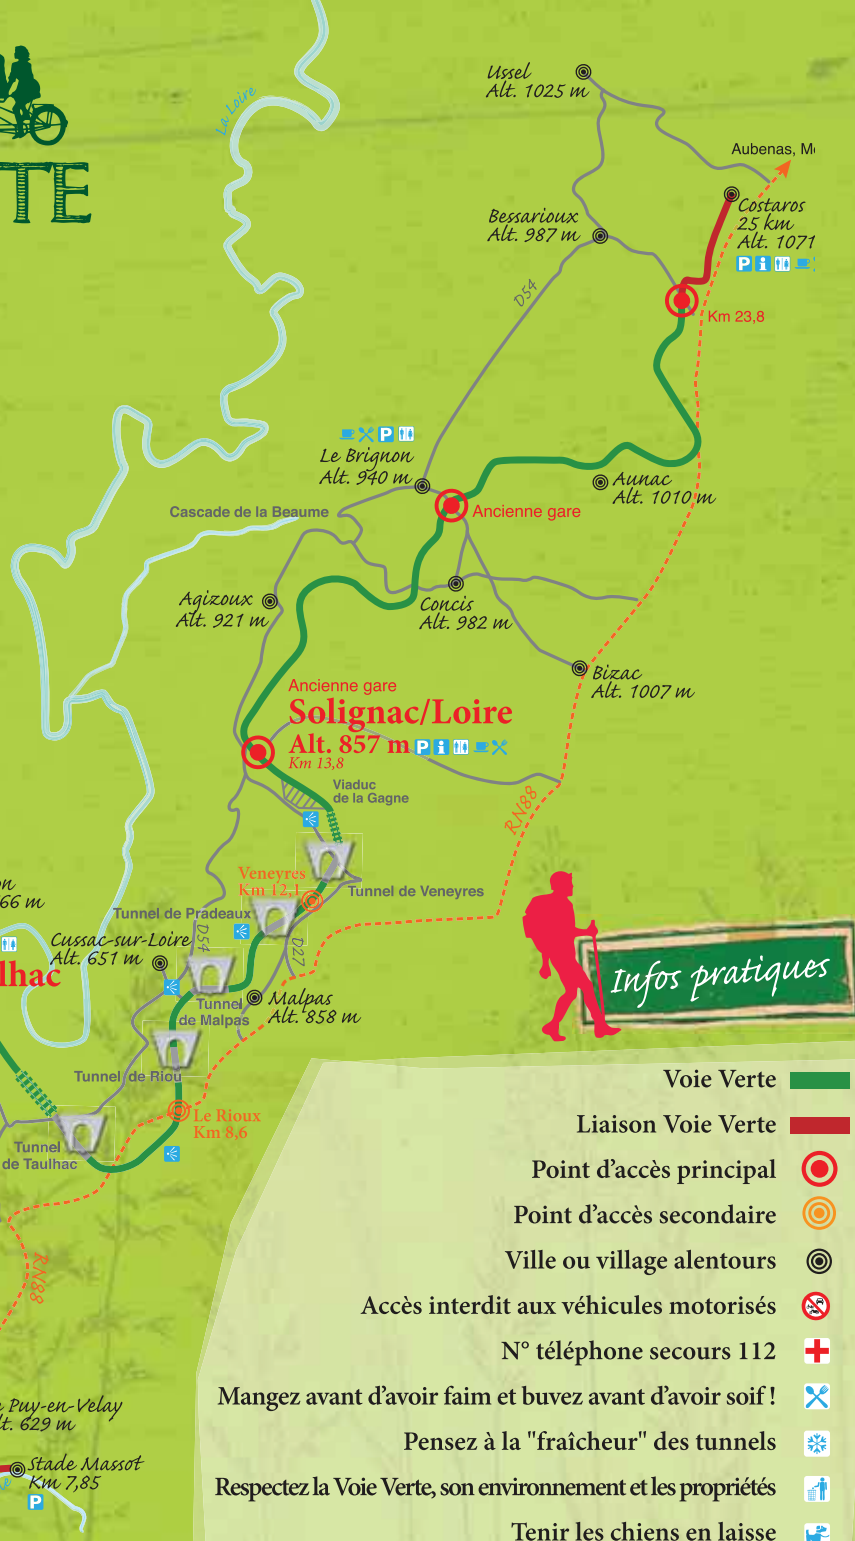 TE
La Loire
Ussel
Alt. 1025 m
Aubenas,
Costaros
25 km
Alt. 1071
P
Bessarioux
Alt. 987 m
D54
Km 23,8
P
Le Brignon
Alt. 940 m
Aunac
Alt. 1010 m
Cascade de la Beaume
Ancienne gare
Agizoux
Alt. 921 m
Concis
Alt. 982 m
Bizac
Alt. 1007 m
Ancienne gare
Solignac/Loire
Alt. 857 m
P
Km 13,8
Viaduc
de la Gagne
RN88
Veneyres
Km 12,1
Tunnel de Veneyres
Tunnel de Pradeaux
66 m
D54
D27
Cussac-sur-Loire
Alt. 651 m
lhac
Tunnel
de Malpas
Malpas
Alt. 858 m
Infos pratiques
Tunnel de Riou
Le Rioux
Km 8,6
Tunnel
de Taulhac
RN88
Voie Verte
Liaison Voie Verte
Point d'accès principal
Point d'accès secondaire
Ville ou village alentours
Accès interdit aux véhicules motorisés
N° téléphone secours 112
Mangez avant d'avoir faim et buvez avant d'avoir soif !
Pensez à la "fraîcheur" des tunnels
Respectez la Voie Verte, son environnement et les propriétés
Tenir les chiens en laisse
Puy-en-Velay
lt. 629 m
Stade Massot
Km 7,85
P